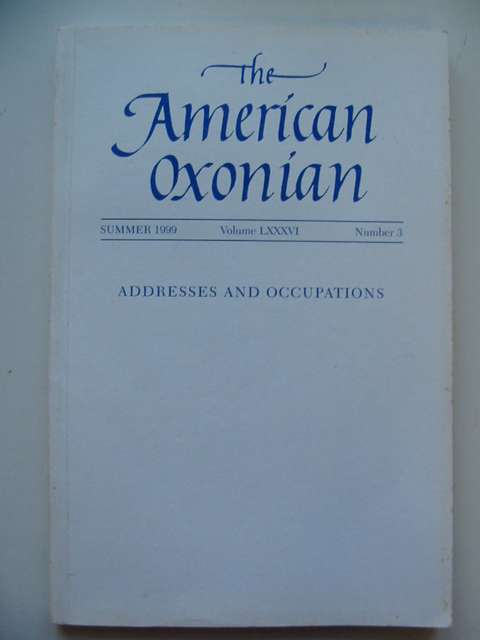 The
American
Oxonian
SUMMER 1999 Volume LXXXVI Number 3
ADDRESSES AND OCCUPATIONS